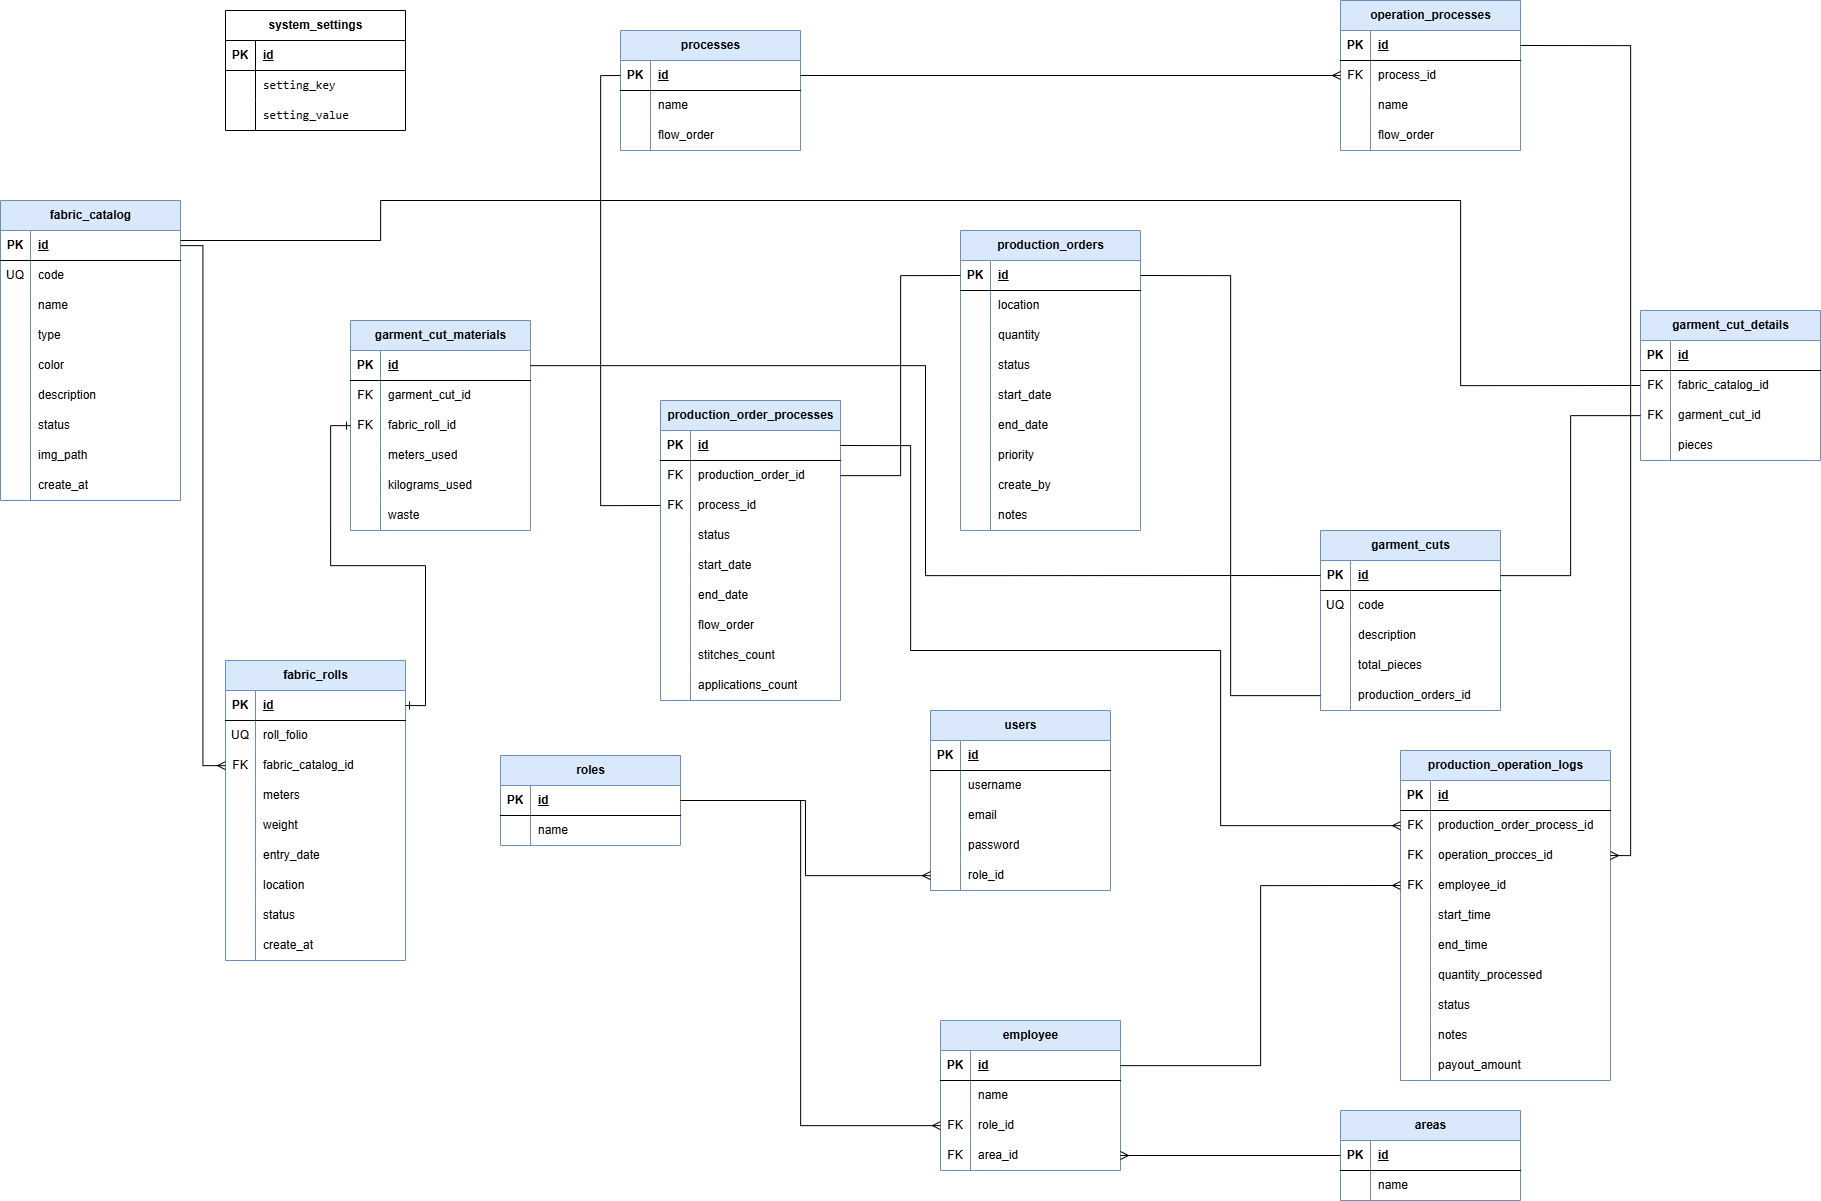 system_settings
PK id
setting_key
setting_value
processes
PK id
name
flow_order
operation_processes
PK id
FK process_id
name
flow_order
fabric_catalog
PK id
UQ code
name
type
color
description
status
img_path
create_at
garment_cut_materials
PK id
FK garment_cut_id
FK fabric_roll_id
meters_used
kilograms_used
waste
production_order_processes
PK id
FK production_order_id
FK process_id
status
start_date
end_date
flow_order
stitches_count
applications_count
production_orders
PK id
location
quantity
status
start_date
end_date
priority
create_by
notes
garment_cut_details
PK id
FK fabric_catalog_id
FK garment_cut_id
pieces
garment_cuts
PK id
UQ code
description
total_pieces
production_orders_id
fabric_rolls
PK id
UQ roll_folio
FK fabric_catalog_id
meters
weight
entry_date
location
status
create_at
roles
PK id
name
users
PK id
username
email
password
role_id
production_operation_logs
PK id
FK production_order_process_id
FK operation_procces_id
FK employee_id
start_time
end_time
quantity_processed
status
notes
payout_amount
employee
PK id
name
FK role_id
FK area_id
areas
PK id
name